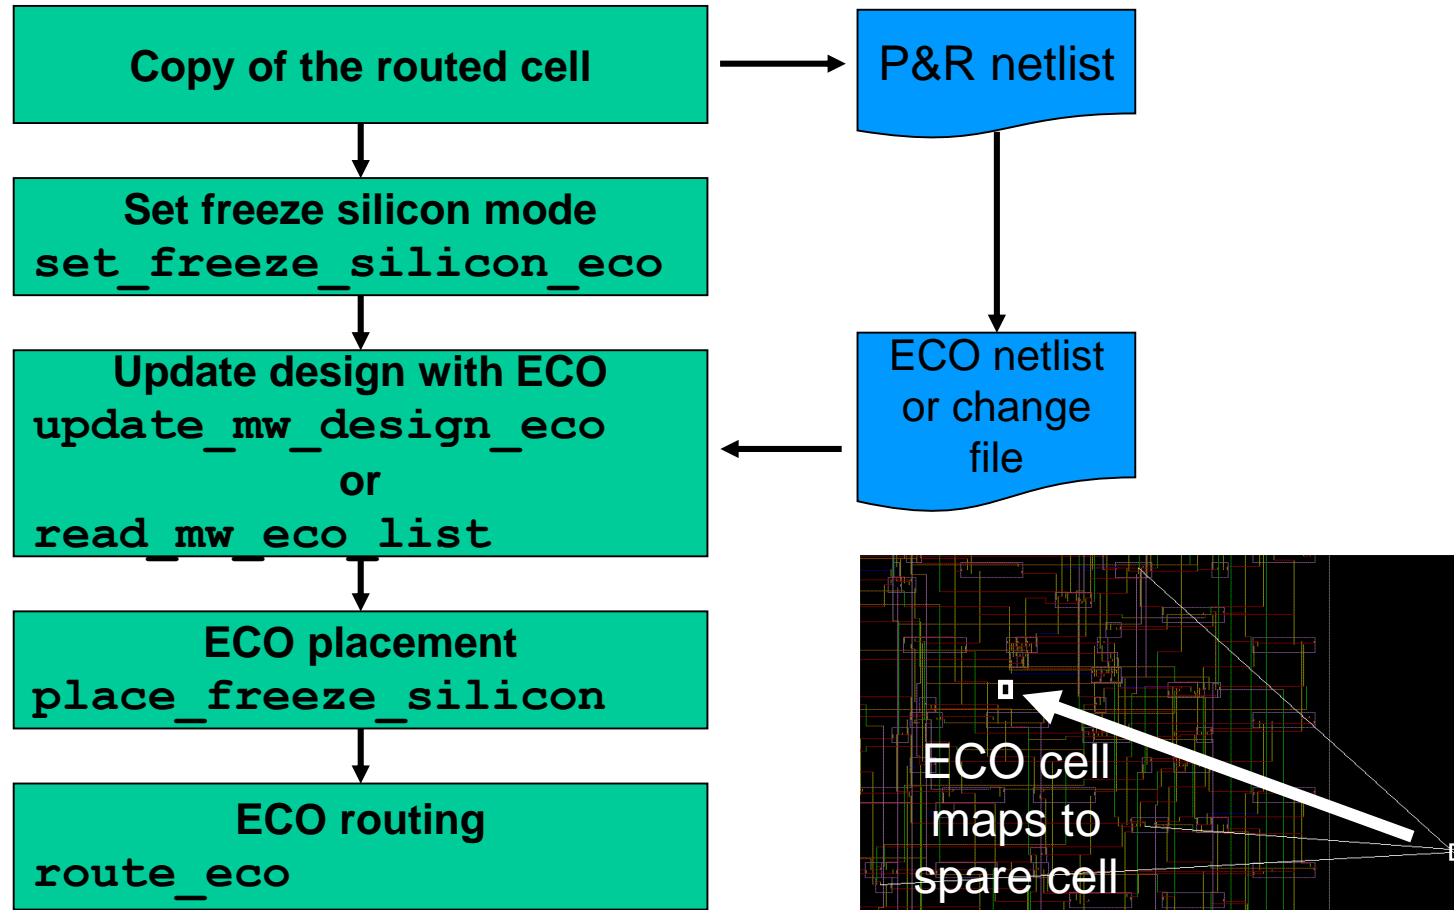 Copy of the routed cell
P&R netlist
Set freeze silicon mode
set_freeze_silicon_eco
Update design with ECO
update_mw_design_eco
or
read_mw_eco_list
ECO netlist
or change
file
ECO placement
place_freeze_silicon
ECO routing
route_eco
ECO cell
maps to
spare cell